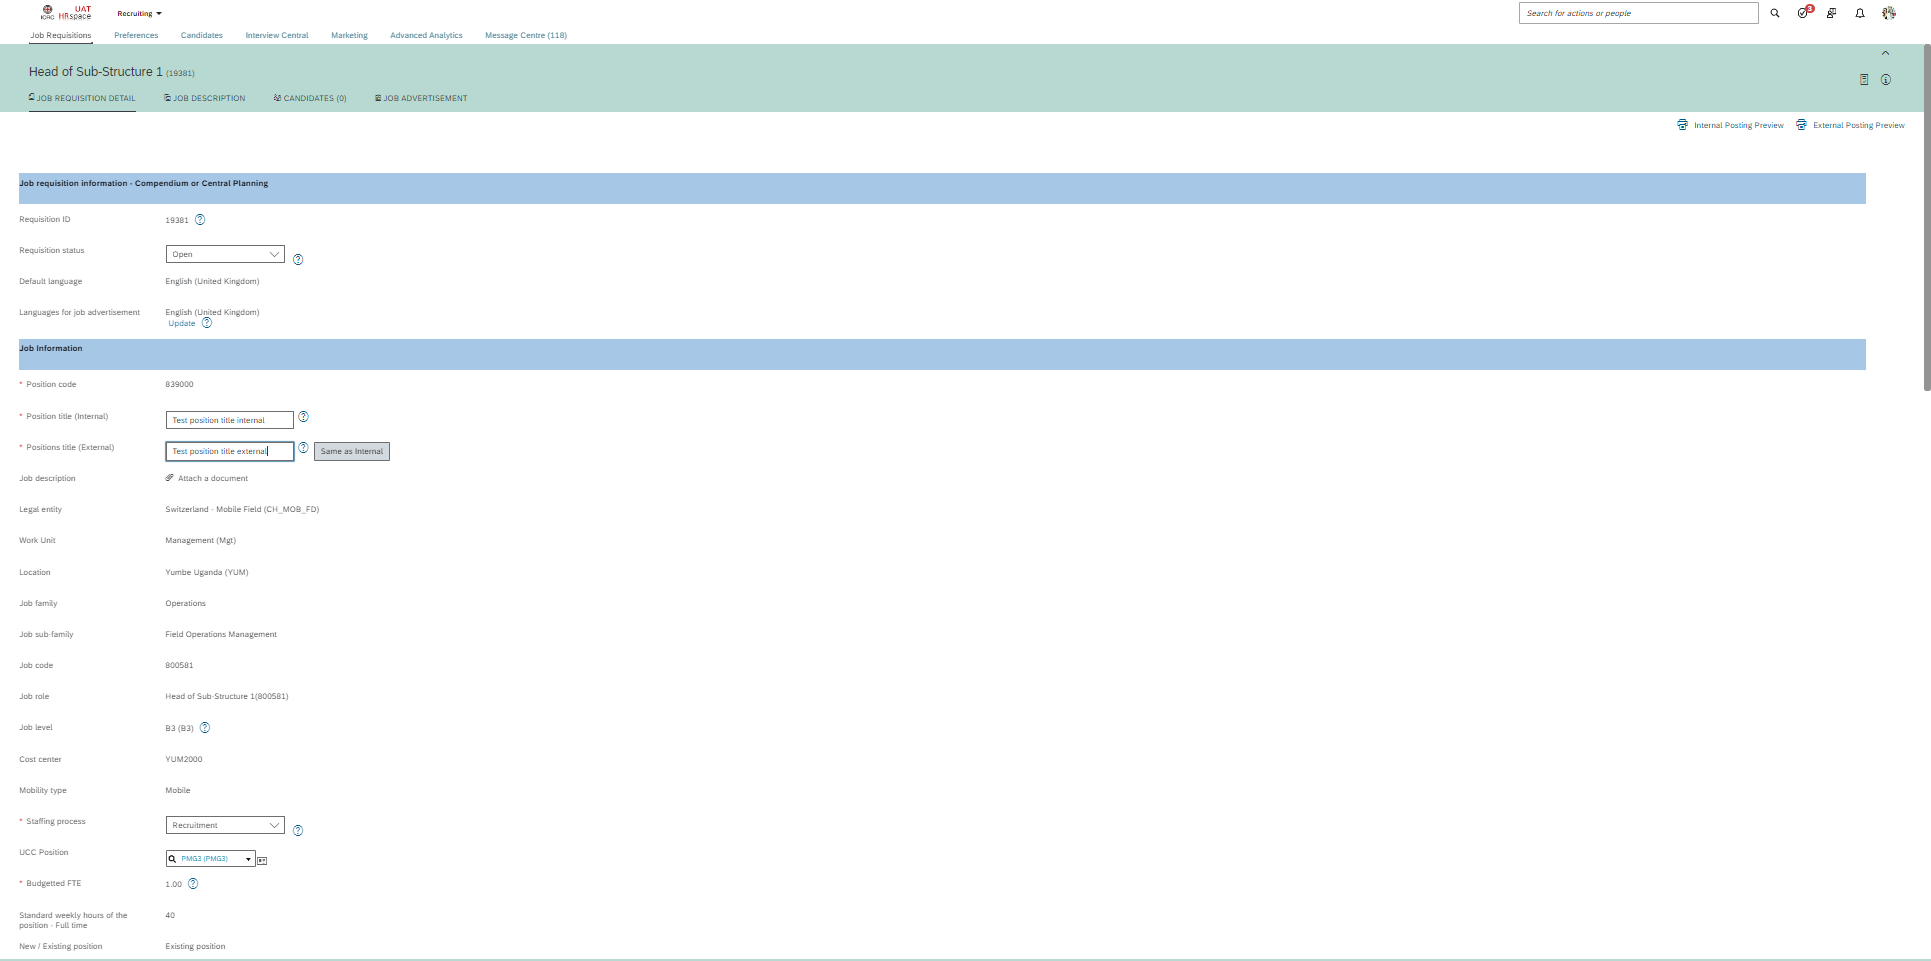 ICRC UAT HRspace Recruiting Search for actions or people 3
Job Requisitions Preferences Candidates Interview Central Marketing Advanced Analytics Message Centre (118)
Head of Sub-Structure 1 (19381)
JOB REQUISITION DETAIL JOB DESCRIPTION CANDIDATES (0) JOB ADVERTISEMENT
Internal Posting Preview External Posting Preview
Job requisition information - Compendium or Central Planning
Requisition ID 19381 ?
Requisition status Open ?
Default language English (United Kingdom)
Languages for job advertisement English (United Kingdom)
Update ?
Job Information
* Position code 839000
* Position title (Internal) Test position title internal ?
* Positions title (External) Test position title external ? Same as Internal
Job description Attach a document
Legal entity Switzerland - Mobile Field (CH_MOB_FD)
Work Unit Management (Mgt)
Location Yumbe Uganda (YUM)
Job family Operations
Job sub-family Field Operations Management
Job code 800581
Job role Head of Sub-Structure 1(800581)
Job level B3 (B3) ?
Cost center YUM2000
Mobility type Mobile
* Staffing process Recruitment ?
UCC Position PMG3 (PMG3)
* Budgetted FTE 1.00 ?
Standard weekly hours of the 40
position - Full time
New / Existing position Existing position